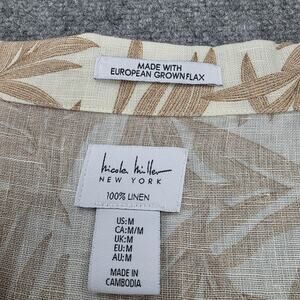 MADE WITH
EUROPEAN GROWN FLAX
nicole miller
NEW YORK
100% LINEN
US:M
CA:M/M
UK:M
EU:M
AU:M
MADE IN
CAMBODIA